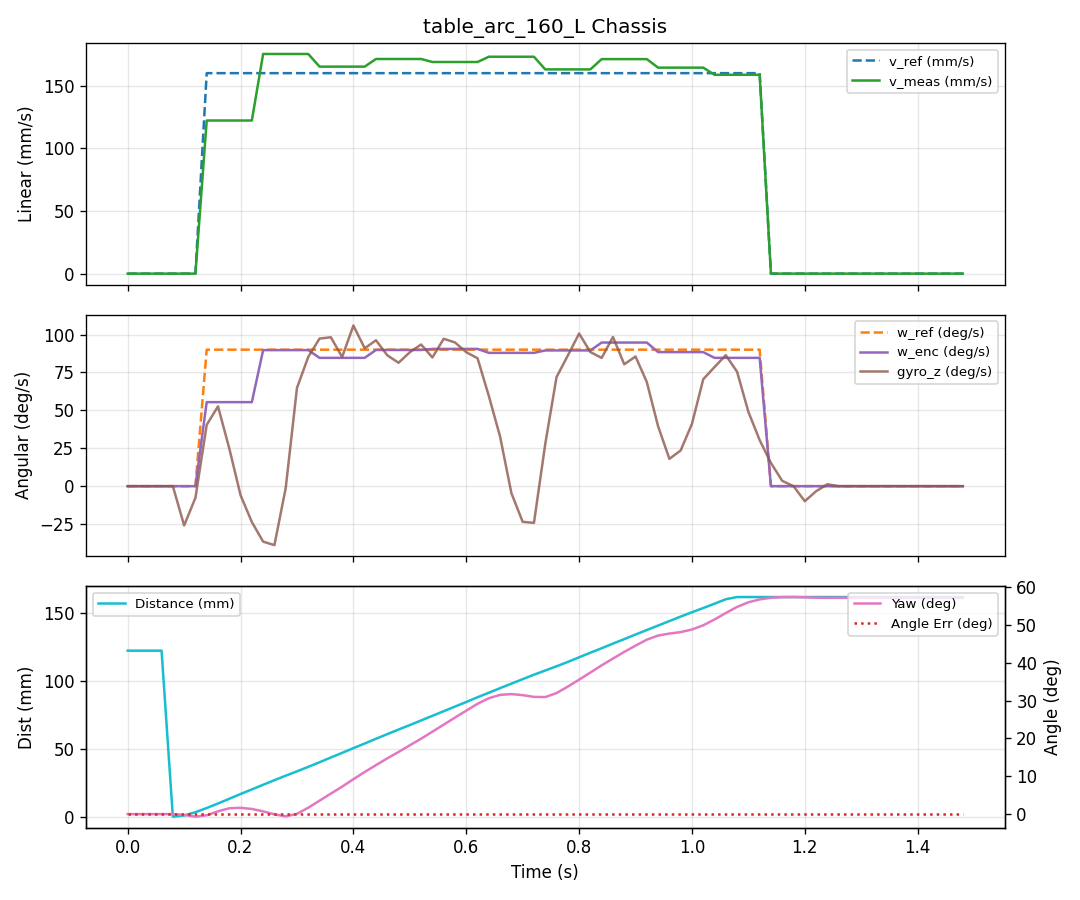 table_arc_160_L Chassis
Linear (mm/s)
150
100
50
0
v_ref (mm/s)
v_meas (mm/s)
Angular (deg/s)
100
75
50
25
0
−25
w_ref (deg/s)
w_enc (deg/s)
gyro_z (deg/s)
Dist (mm)
150
100
50
0
Distance (mm)
Yaw (deg)
Angle Err (deg)
60
50
40
30
20
10
0
Angle (deg)
0.0 0.2 0.4 0.6 0.8 1.0 1.2 1.4
Time (s)